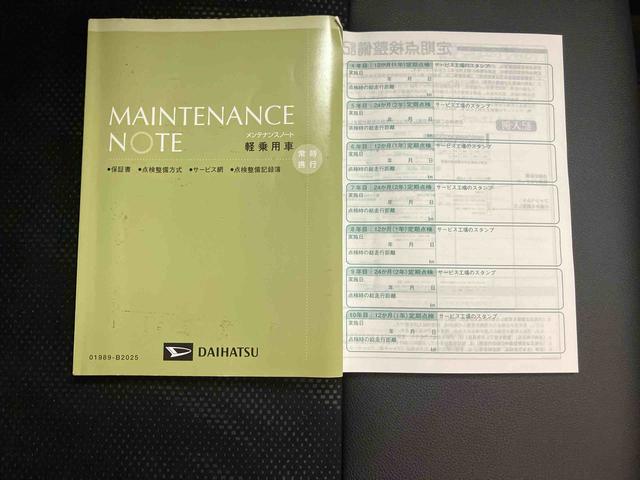 MAINTENANCE
NOTE
メンテナンスノート
軽乗用車
常時
携行
•保証書 •点検整備方式 •サービス網 •点検整備記録簿
DAIHATSU
01989-B2025
定期点検整備記
記入例
12か月(1年)定期点検 サービス工場のスタンプ
実施日
年 月 日
点検時の総走行距離
km
5年目:24か月(2年)定期点検 サービス工場のスタンプ
実施日
年 月 日
点検時の総走行距離
km
6年目:12か月(1年)定期点検 サービス工場のスタンプ
実施日
年 月 日
点検時の総走行距離
km
7年目:24か月(2年)定期点検 サービス工場のスタンプ
実施日
年 月 日
点検時の総走行距離
km
8年目:12か月(1年)定期点検 サービス工場のスタンプ
実施日
年 月 日
点検時の総走行距離
km
9年目:24か月(2年)定期点検 サービス工場のスタンプ
実施日
年 月 日
点検時の総走行距離
km
10年目:12か月(1年)定期点検 サービス工場のスタンプ
実施日
年 月 日
点検時の総走行距離
km